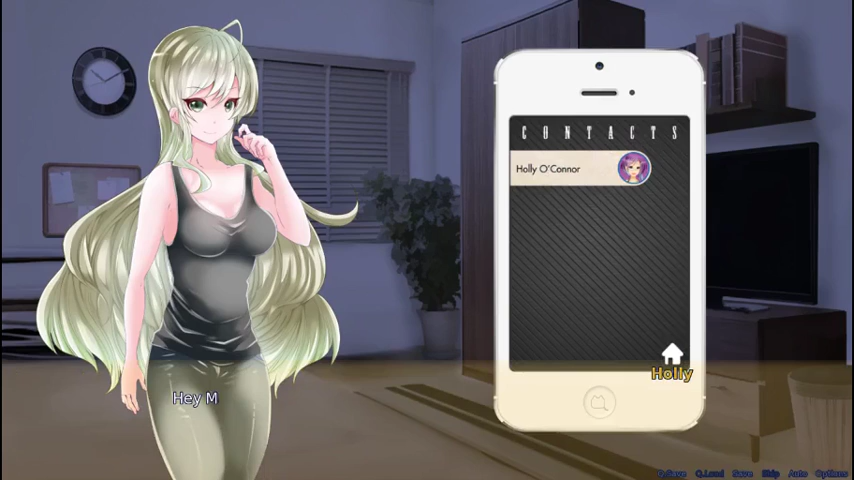 CONTACTS
Holly O'Connor
Holly
Hey M
Q.Save Q.Load Save Skip Auto Options